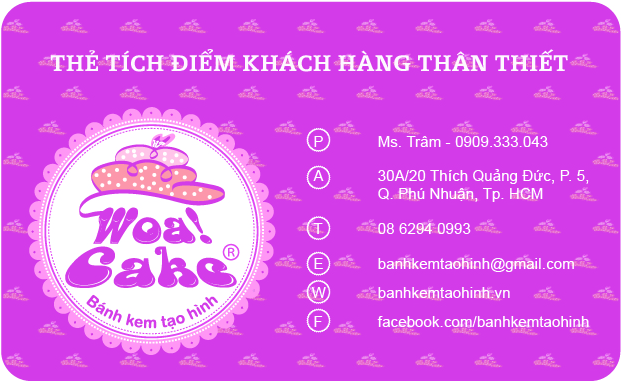 THẺ TÍCH ĐIỂM KHÁCH HÀNG THÂN THIẾT
Woa!
Cake®
Bánh kem tạo hình
P Ms. Trâm - 0909.333.043
A 30A/20 Thích Quảng Đức, P. 5,
Q. Phú Nhuận, Tp. HCM
T 08 6294 0993
E banhkemtaohinh@gmail.com
W banhkemtaohinh.vn
F facebook.com/banhkemtaohinh